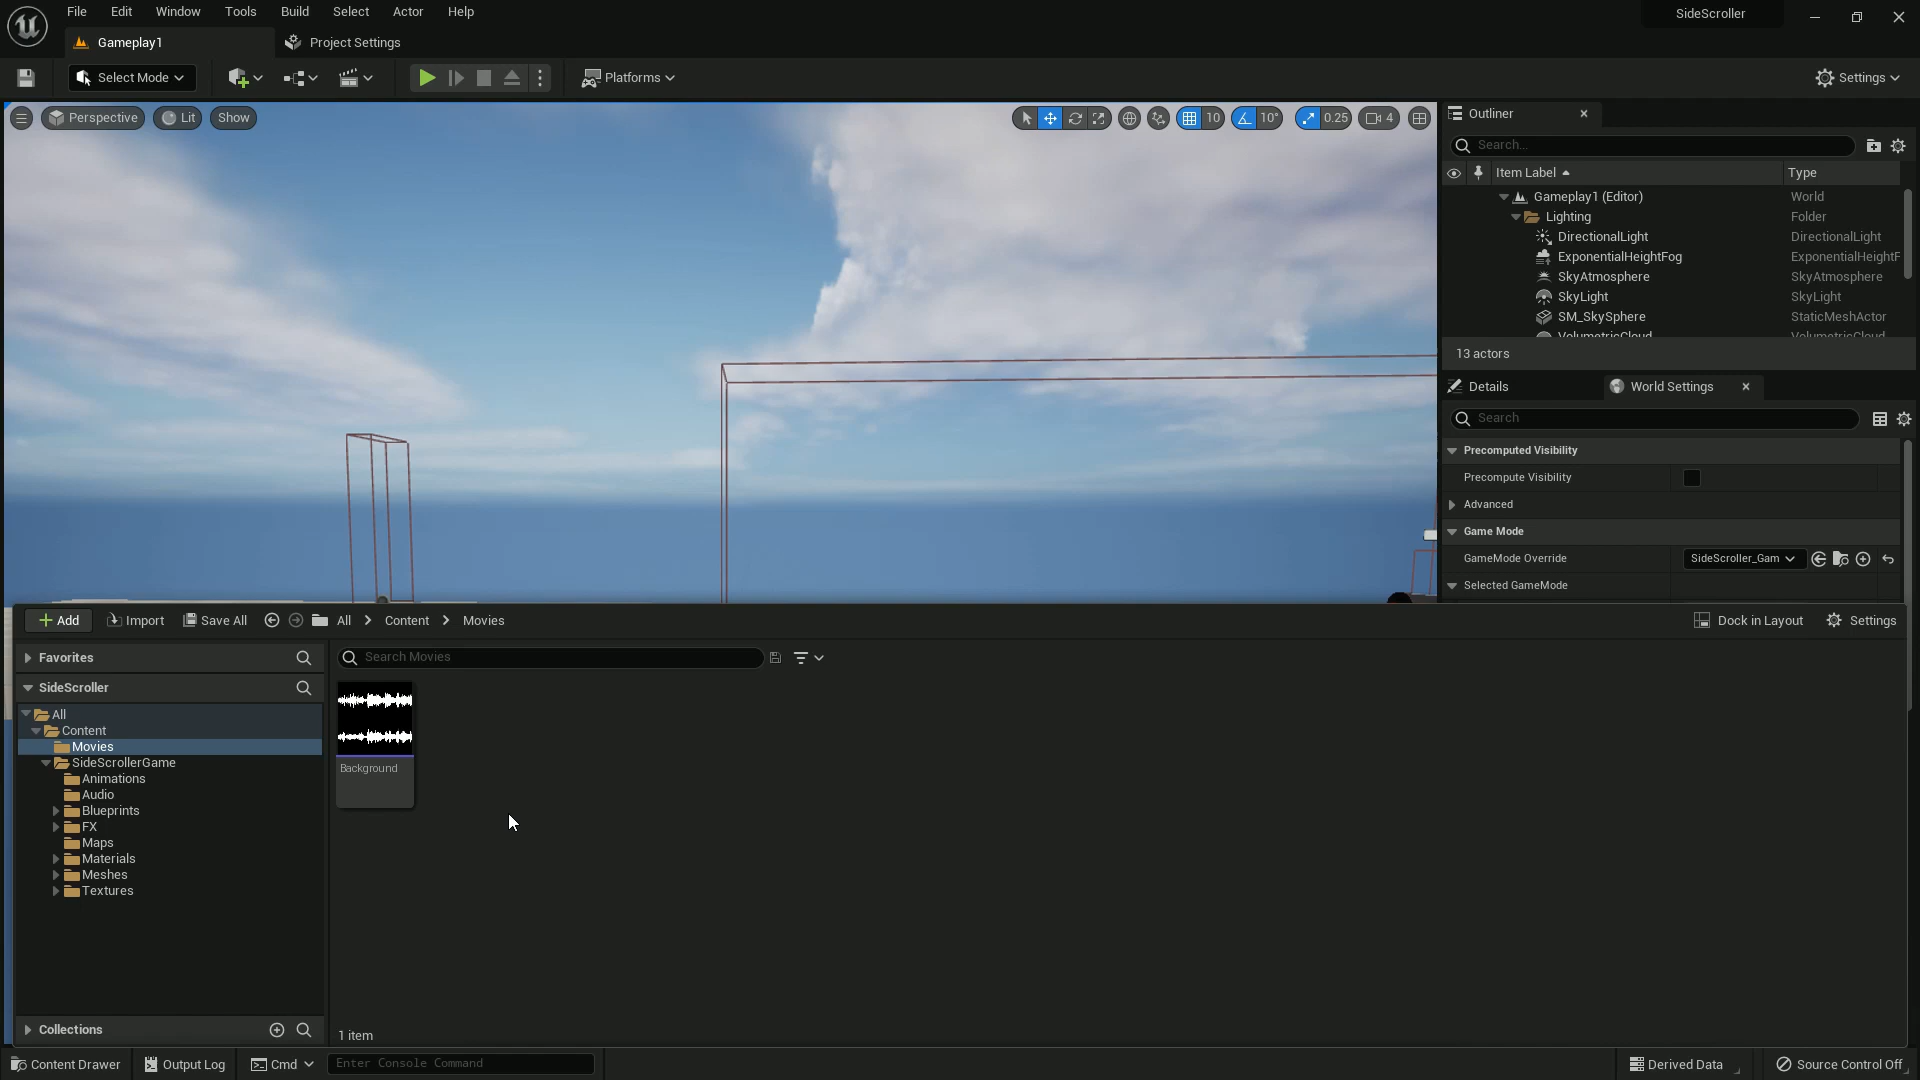 File Edit Window Tools Build Select Actor Help
SideScroller
Gameplay1
Project Settings
Select Mode
Platforms
Settings
Perspective
Lit
Show
10
10°
0.25
4
Outliner
Search...
Item Label
Type
Gameplay1 (Editor) World
Lighting Folder
DirectionalLight DirectionalLight
ExponentialHeightFog ExponentialHeightF
SkyAtmosphere SkyAtmosphere
SkyLight SkyLight
SM_SkySphere StaticMeshActor
VolumetricCloud VolumetricCloud
13 actors
Details
World Settings
Search
Precomputed Visibility
Precompute Visibility
Advanced
Game Mode
GameMode Override SideScroller_Gam
Selected GameMode
Add
Import
Save All
All
Content
Movies
Dock in Layout
Settings
Favorites
Search Movies
SideScroller
All
Content
Movies
SideScrollerGame
Animations
Audio
Blueprints
FX
Maps
Materials
Meshes
Textures
Background
Collections
1 item
Content Drawer
Output Log
Cmd
Enter Console Command
Derived Data
Source Control Off